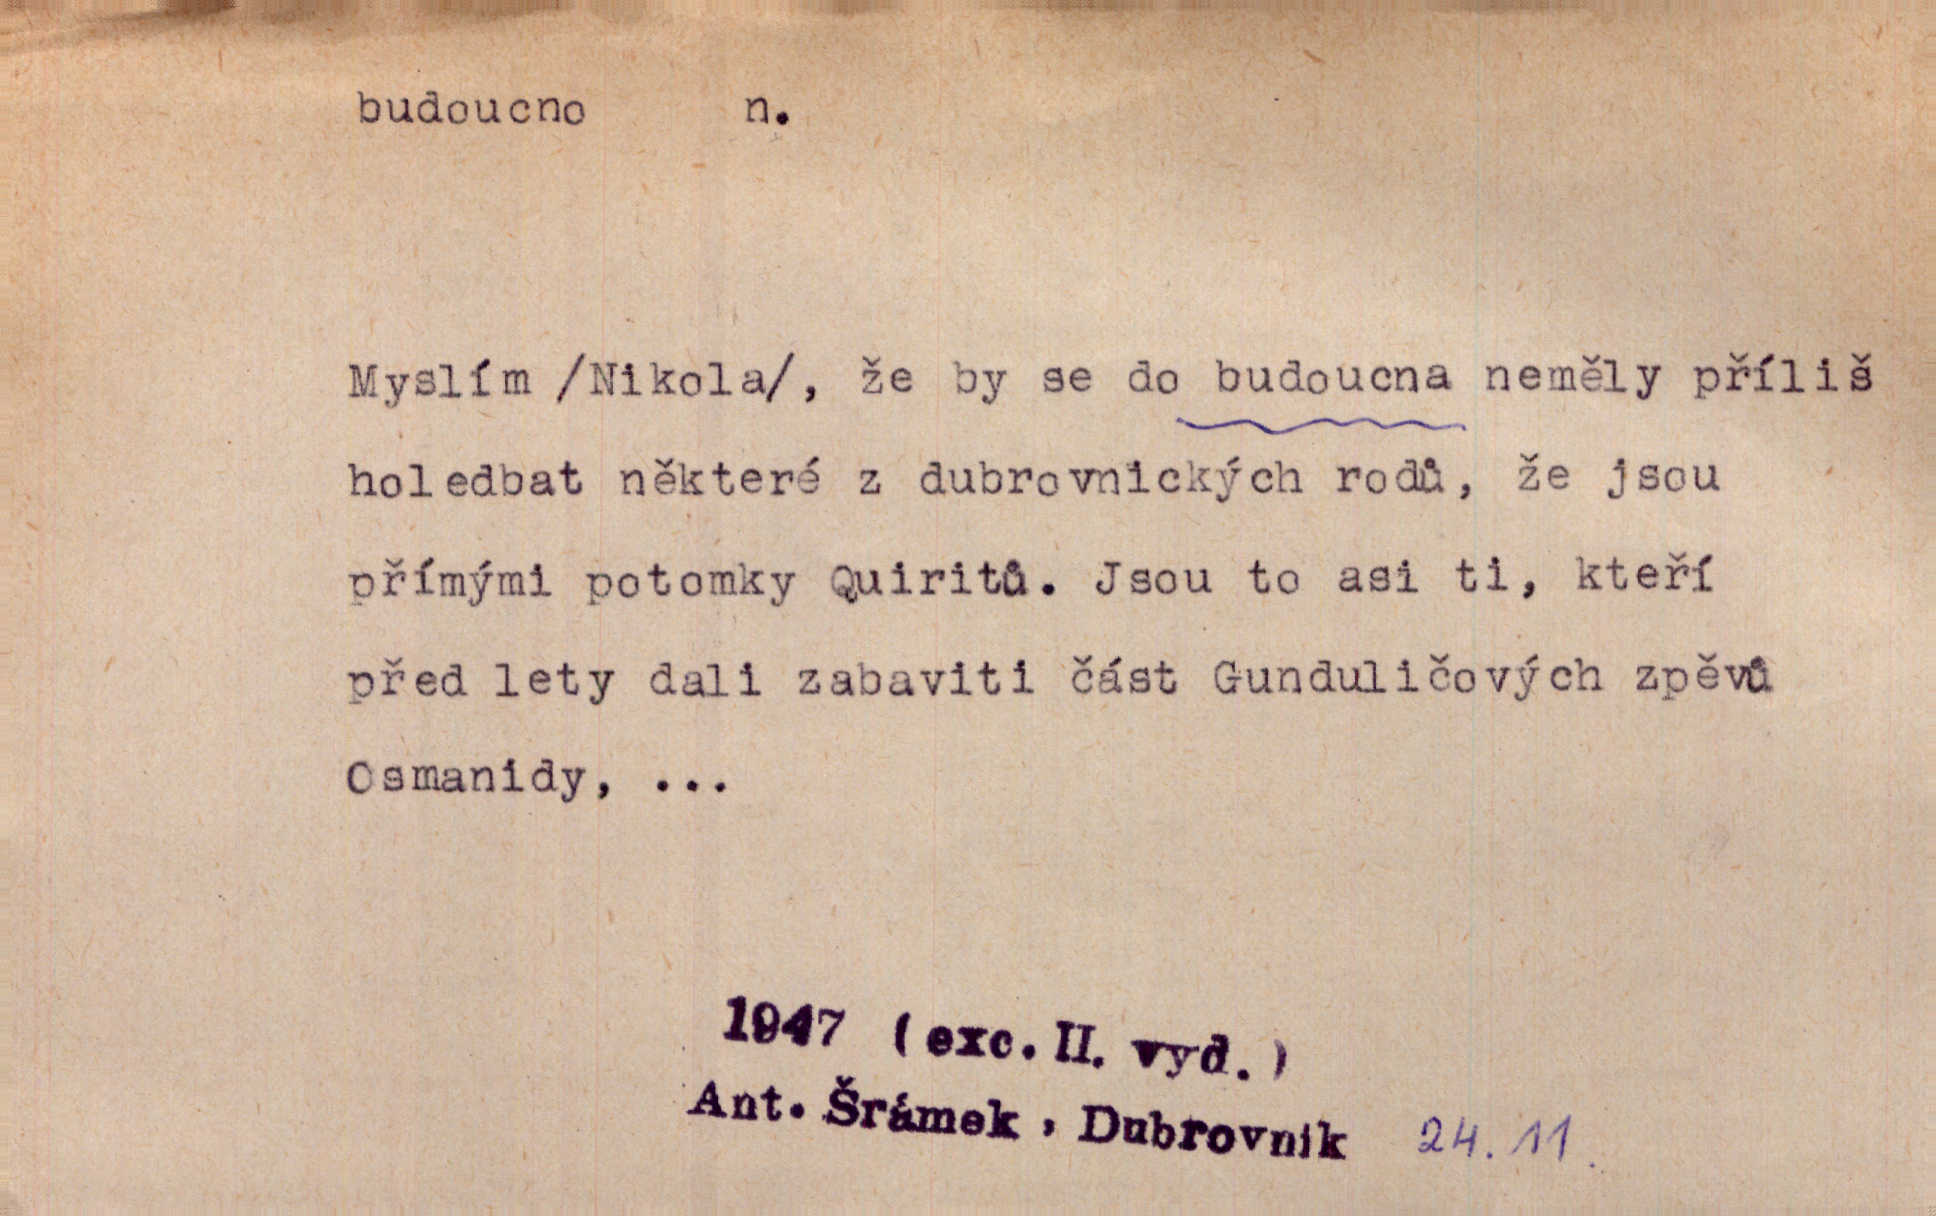 budoucno n.
Myslím /Nikola/, že by se do budoucna neměly příliš
holedbat některé z dubrovnických rodů, že jsou
přímými potomky Quiritů. Jsou to asi ti, kteří
před lety dali zabaviti část Gunduličových zpěvů
Osmanidy, ...
1947 (exc. II. vyd.)
Ant. Šrámek, Dubrovnik 24. 11.